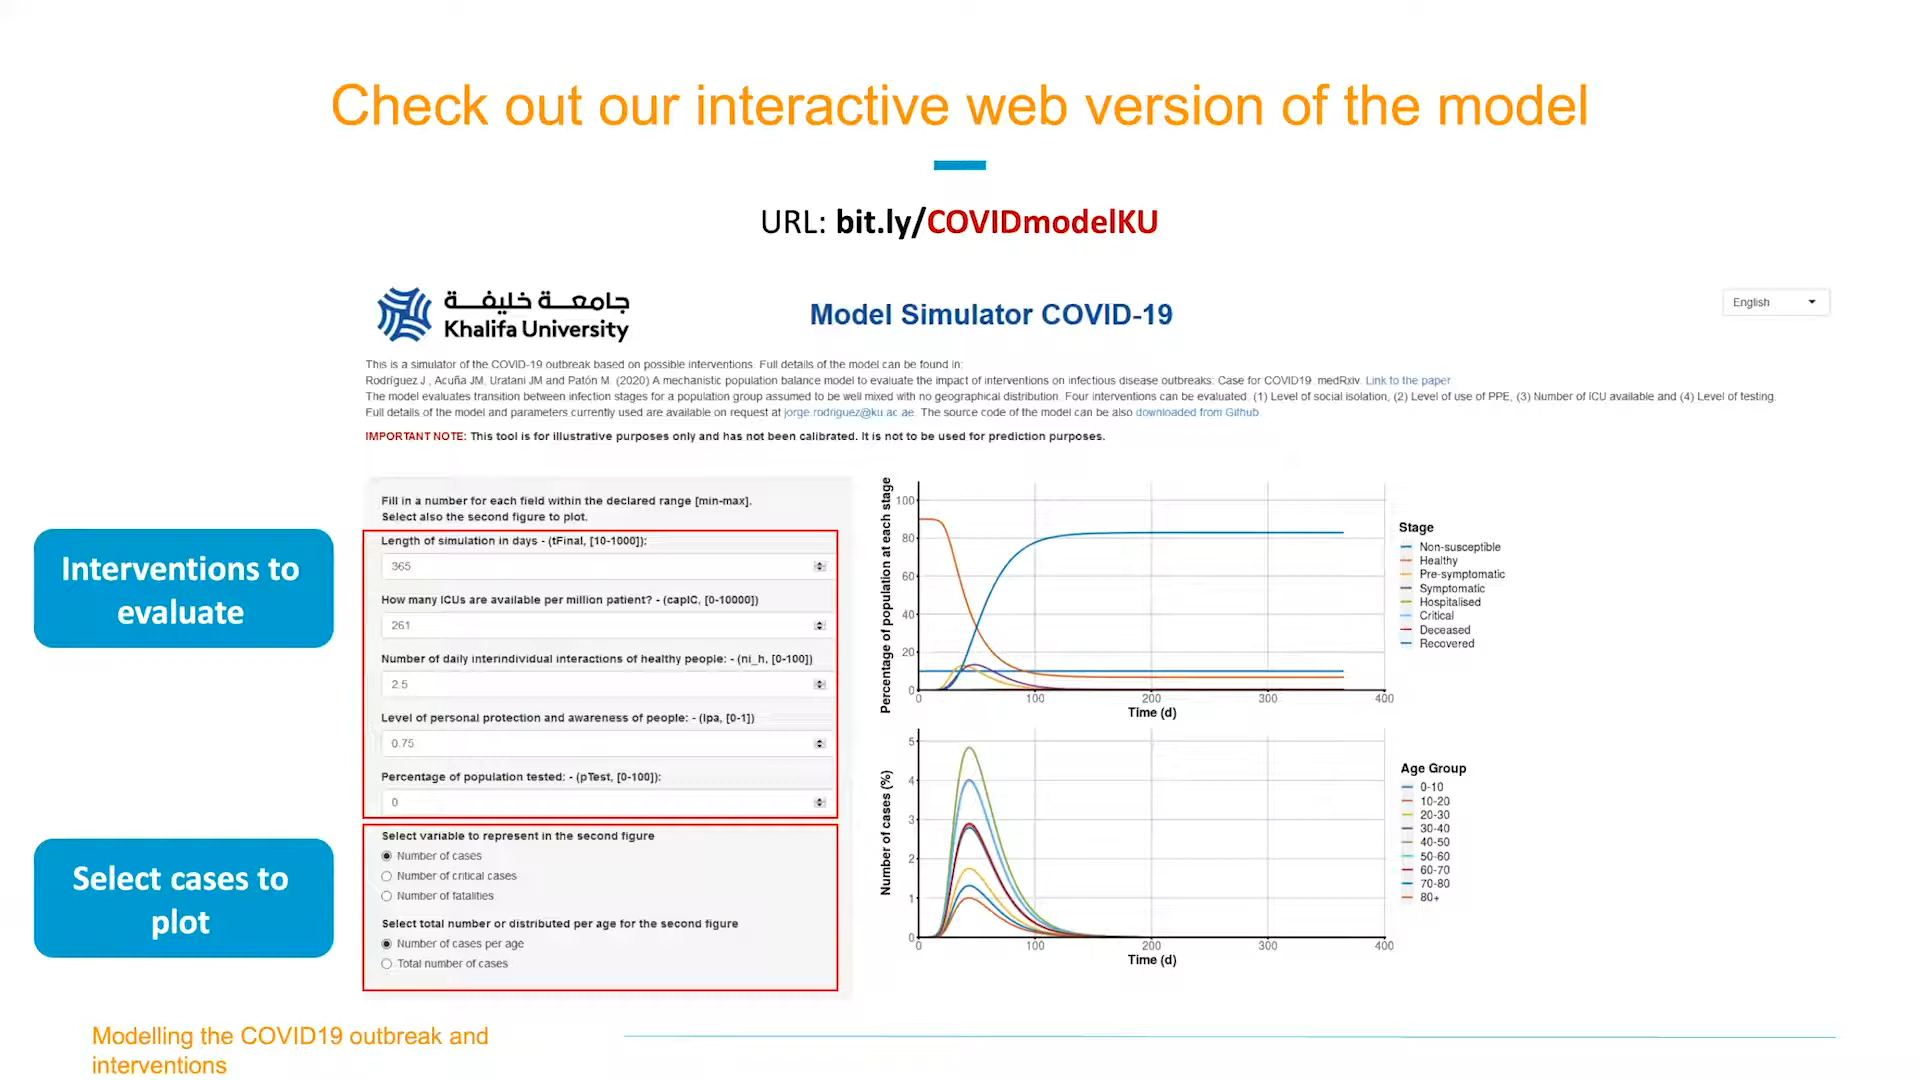 Check out our interactive web version of the model
URL: bit.ly/COVIDmodelKU
جامعة خليفة
Khalifa University
Model Simulator COVID-19
English
This is a simulator of the COVID-19 outbreak based on possible interventions. Full details of the model can be found in:
Rodríguez J., Acuña JM, Uratani JM and Patón M. (2020) A mechanistic population balance model to evaluate the impact of interventions on infectious disease outbreaks: Case for COVID19. medRxiv. Link to the paper
The model evaluates transition between infection stages for a population group assumed to be well mixed with no geographical distribution. Four interventions can be evaluated. (1) Level of social isolation, (2) Level of use of PPE, (3) Number of ICU available and (4) Level of testing.
Full details of the model and parameters currently used are available on request at jorge.rodriguez@ku.ac.ae. The source code of the model can be also downloaded from Github
IMPORTANT NOTE: This tool is for illustrative purposes only and has not been calibrated. It is not to be used for prediction purposes.
Fill in a number for each field within the declared range [min-max].
Select also the second figure to plot.
Interventions to
evaluate
Length of simulation in days - (tFinal, [10-1000]):
365
How many ICUs are available per million patient? - (capIC, [0-10000])
261
Number of daily interindividual interactions of healthy people: - (ni_h, [0-100])
2.5
Level of personal protection and awareness of people: - (lpa, [0-1])
0.75
Percentage of population tested: - (pTest, [0-100]):
0
Select cases to
plot
Select variable to represent in the second figure
Number of cases
Number of critical cases
Number of fatalities
Select total number or distributed per age for the second figure
Number of cases per age
Total number of cases
Percentage of population at each stage
100
80
60
40
20
0
0 100 200 300 400
Time (d)
Stage
Non-susceptible
Healthy
Pre-symptomatic
Symptomatic
Hospitalised
Critical
Deceased
Recovered
Number of cases (%)
5
4
3
2
1
0
0 100 200 300 400
Time (d)
Age Group
0-10
10-20
20-30
30-40
40-50
50-60
60-70
70-80
80+
Modelling the COVID19 outbreak and
interventions